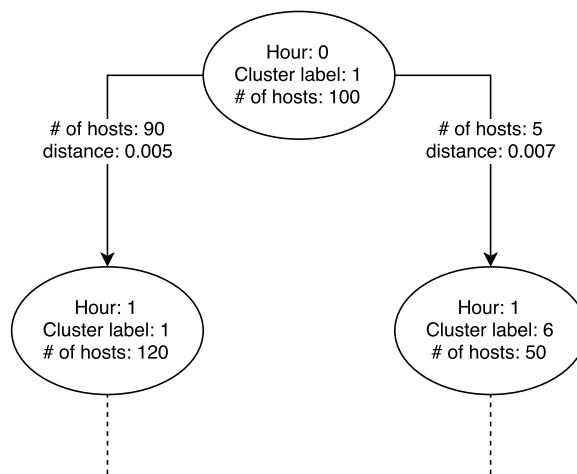 Hour: 0
Cluster label: 1
# of hosts: 100
# of hosts: 90
distance: 0.005
# of hosts: 5
distance: 0.007
Hour: 1
Cluster label: 1
# of hosts: 120
Hour: 1
Cluster label: 6
# of hosts: 50